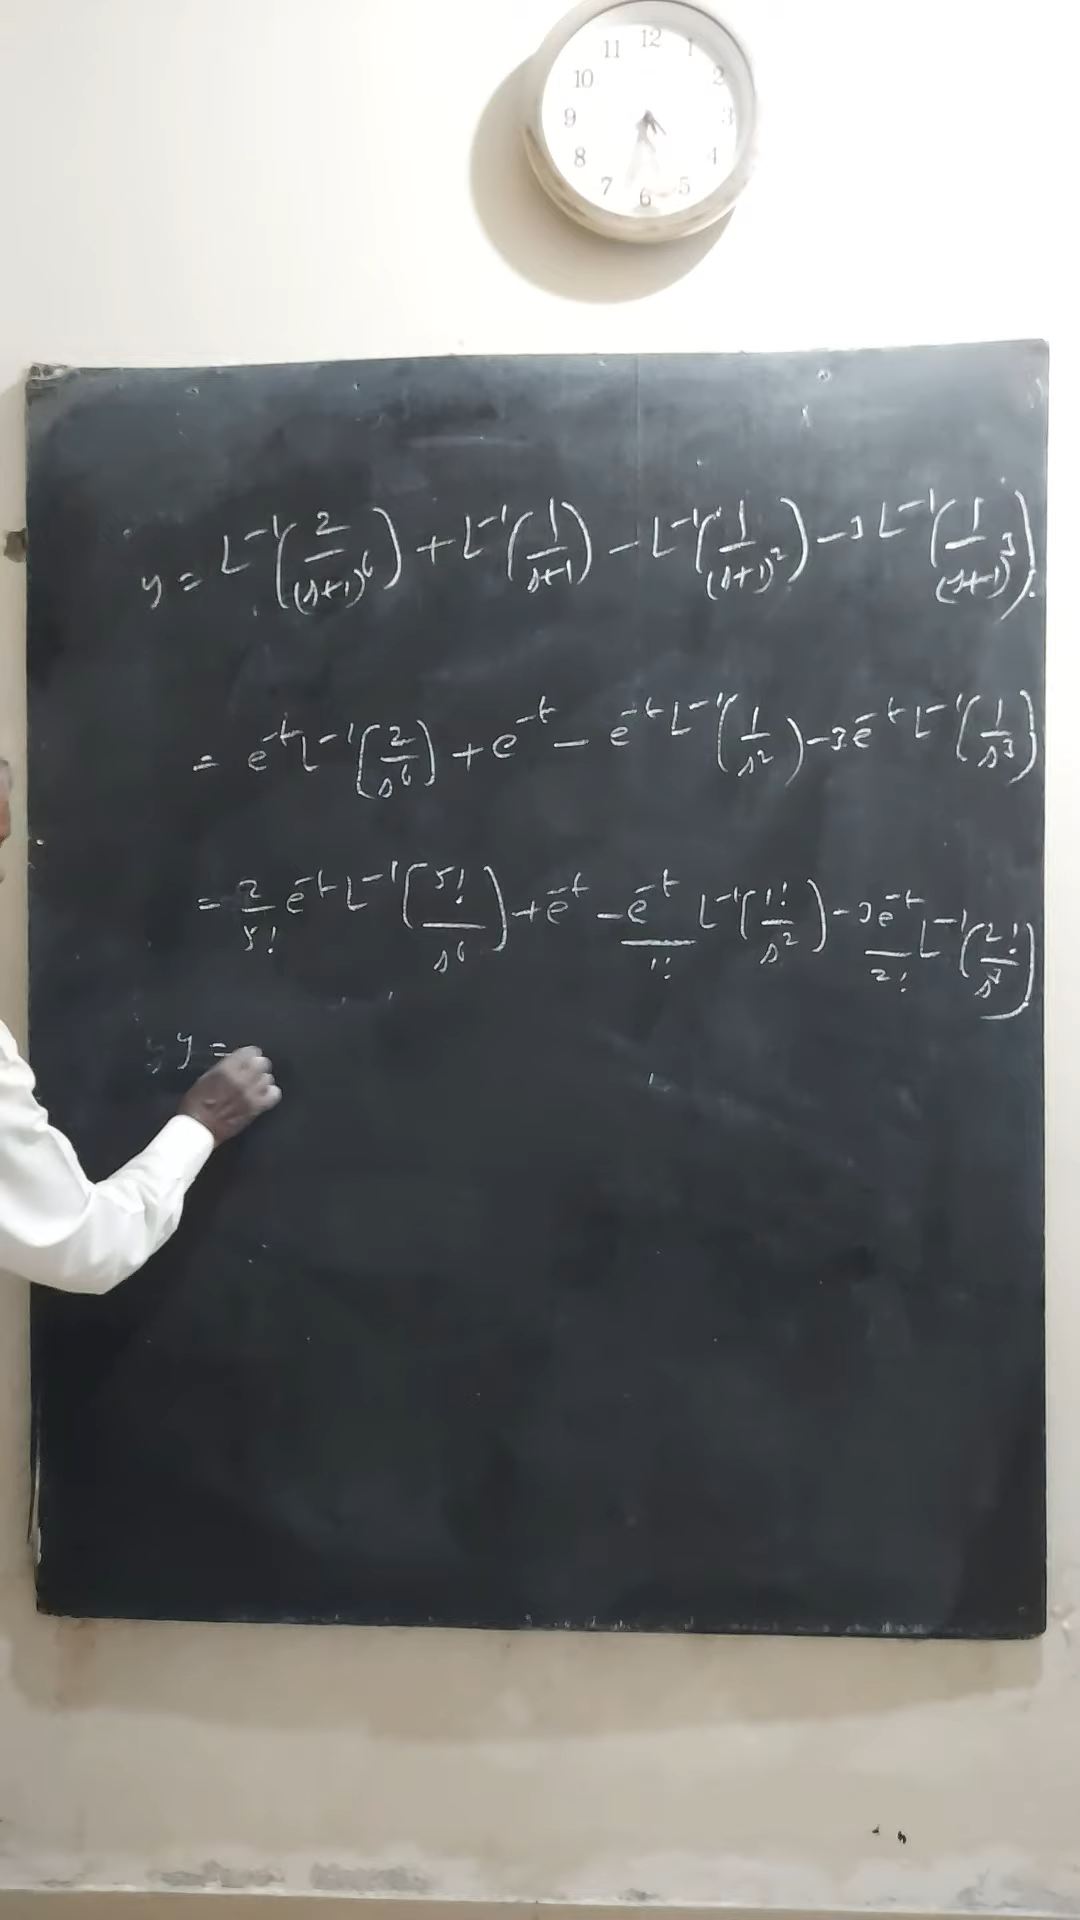 12
11 1
10 2
9 3
8 4
7 5
6
y = L⁻¹(2/(s+1)⁶) + L⁻¹(1/(s+1)) - L⁻¹(1/(s+1)²) - 3 L⁻¹(1/(s+1)³).
= e⁻ᵗ L⁻¹(2/s⁶) + e⁻ᵗ - e⁻ᵗ L⁻¹(1/s²) - 3e⁻ᵗ L⁻¹(1/s³)
= 2/5! e⁻ᵗ L⁻¹(5!/s⁶) + e⁻ᵗ - e⁻ᵗ/1! L⁻¹(1!/s²) - 3e⁻ᵗ/2! L⁻¹(2!/s³)
y =